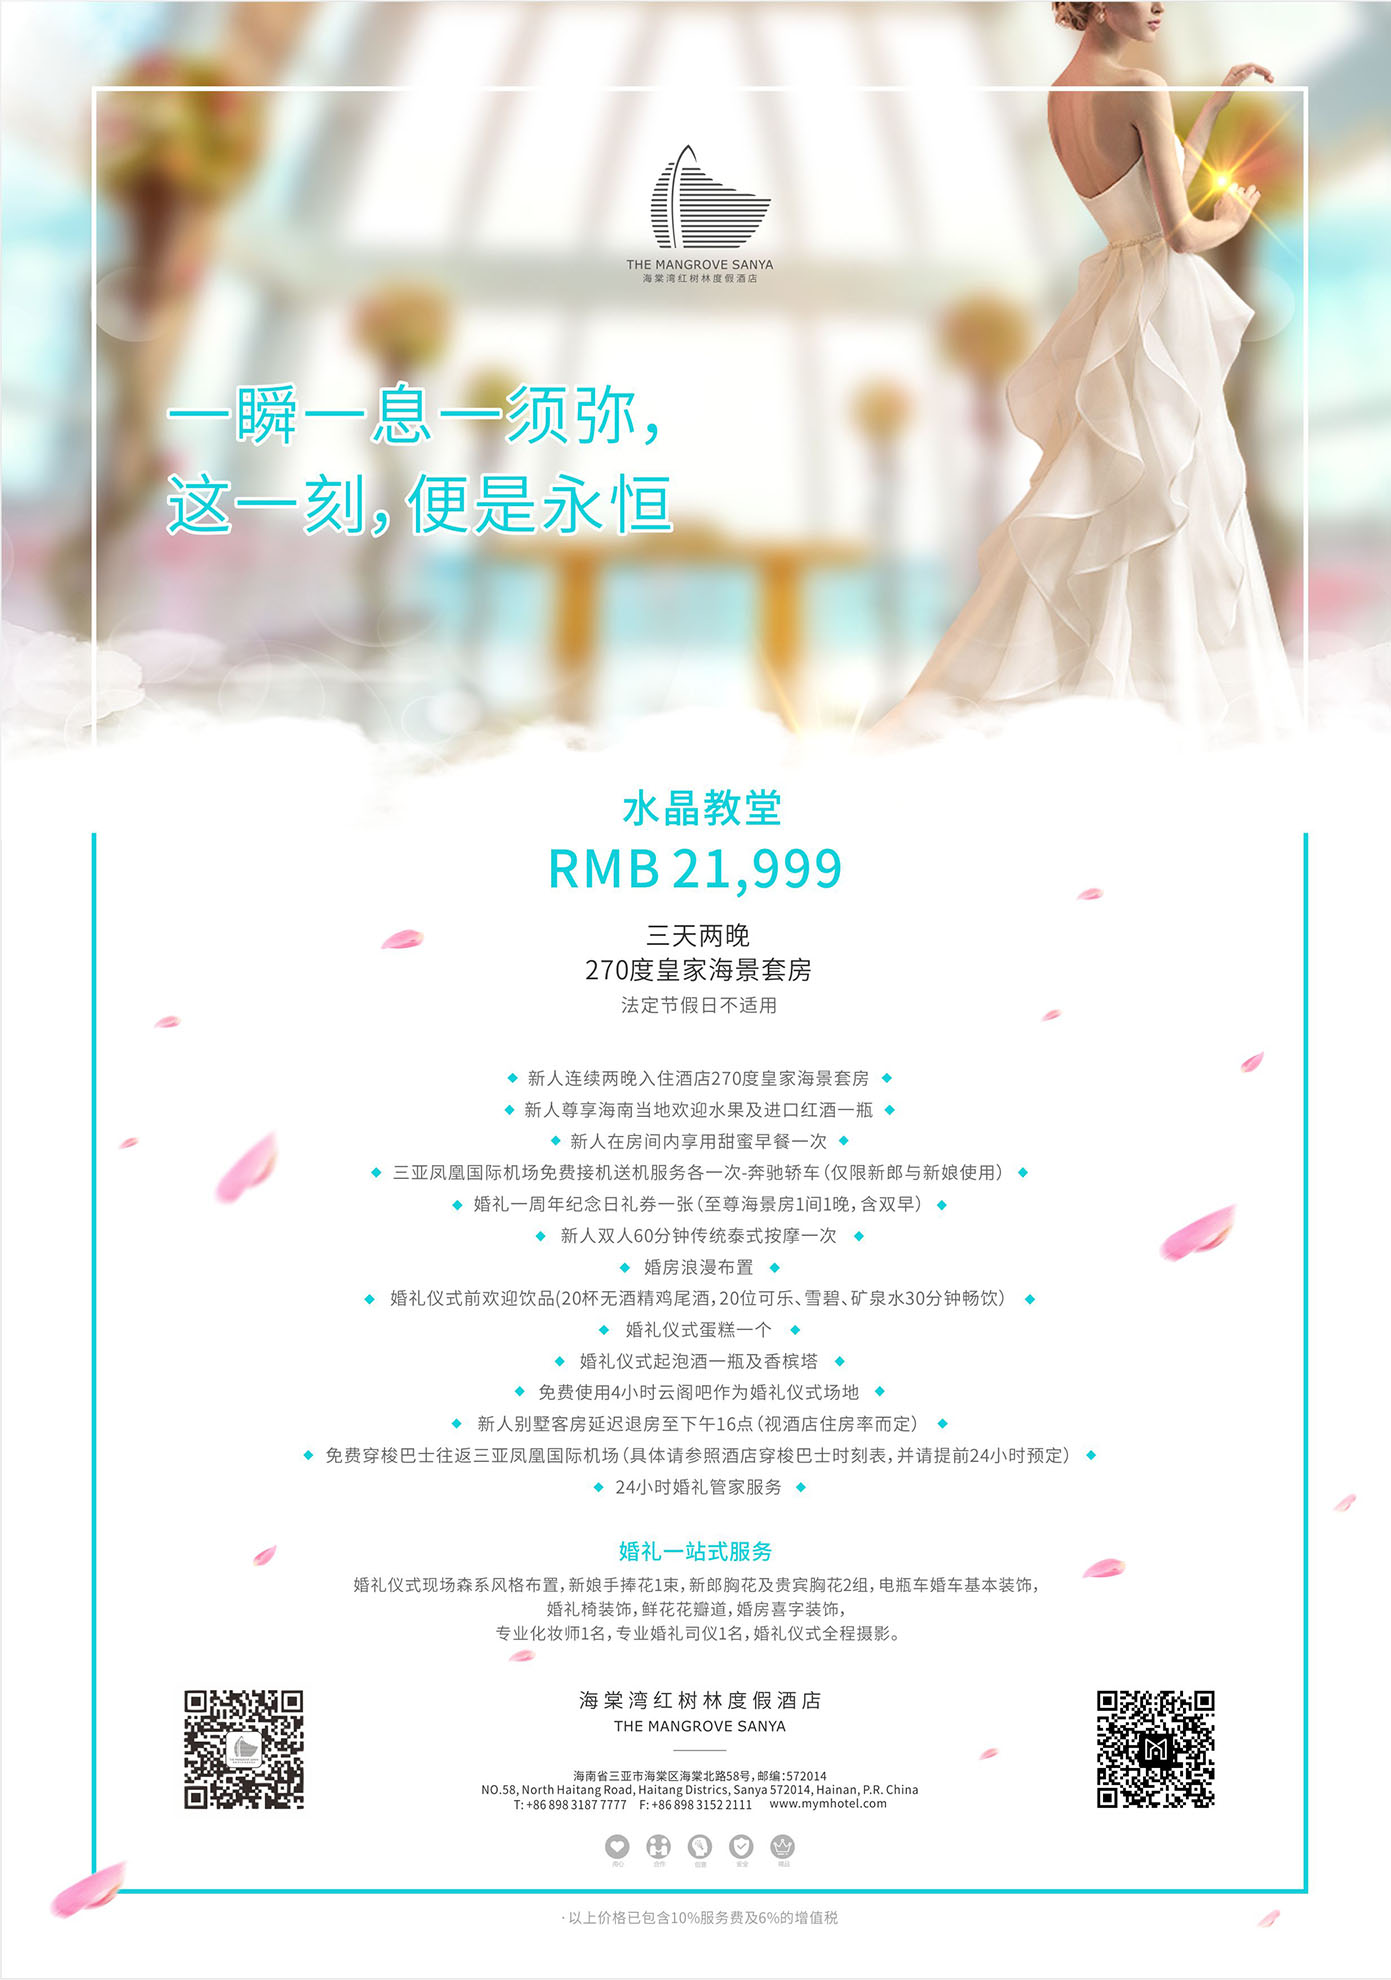 THE MANGROVE SANYA
海棠湾红树林度假酒店
一瞬一息一须弥，
这一刻，便是永恒
水晶教堂
RMB 21,999
三天两晚
270度皇家海景套房
法定节假日不适用
新人连续两晚入住酒店270度皇家海景套房
新人尊享海南当地欢迎水果及进口红酒一瓶
新人在房间内享用甜蜜早餐一次
三亚凤凰国际机场免费接机送机服务各一次-奔驰轿车（仅限新郎与新娘使用）
婚礼一周年纪念日礼券一张（至尊海景房1间1晚，含双早）
新人双人60分钟传统泰式按摩一次
婚房浪漫布置
婚礼仪式前欢迎饮品(20杯无酒精鸡尾酒，20位可乐、雪碧、矿泉水30分钟畅饮）
婚礼仪式蛋糕一个
婚礼仪式起泡酒一瓶及香槟塔
免费使用4小时云阁吧作为婚礼仪式场地
新人别墅客房延迟退房至下午16点（视酒店住房率而定）
免费穿梭巴士往返三亚凤凰国际机场（具体请参照酒店穿梭巴士时刻表，并请提前24小时预定）
24小时婚礼管家服务
婚礼一站式服务
婚礼仪式现场森系风格布置，新娘手捧花1束，新郎胸花及贵宾胸花2组，电瓶车婚车基本装饰，
婚礼椅装饰，鲜花花瓣道，婚房喜字装饰，
专业化妆师1名，专业婚礼司仪1名，婚礼仪式全程摄影。
海棠湾红树林度假酒店
THE MANGROVE SANYA
海南省三亚市海棠区海棠北路58号，邮编：572014
NO.58, North Haitang Road, Haitang Districs, Sanya 572014, Hainan, P.R. China
T: +86 898 3187 7777 F: +86 898 3152 2111 www.mymhotel.com
用心 合作 创意 安全 精品
·以上价格已包含10%服务费及6%的增值税